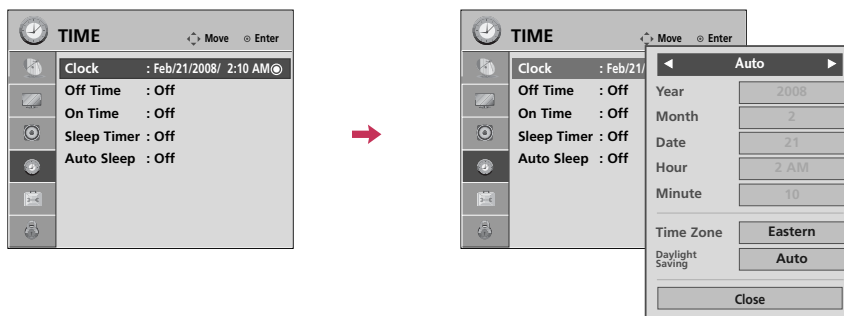 TIME
Move Enter
Clock : Feb/21/2008/ 2:10 AM
Off Time : Off
On Time : Off
Sleep Timer : Off
Auto Sleep : Off
TIME
Move Enter
Clock : Feb/21/
Off Time : Off
On Time : Off
Sleep Timer : Off
Auto Sleep : Off
Auto
Year 2008
Month 2
Date 21
Hour 2 AM
Minute 10
Time Zone Eastern
Daylight
Saving
Auto
Close